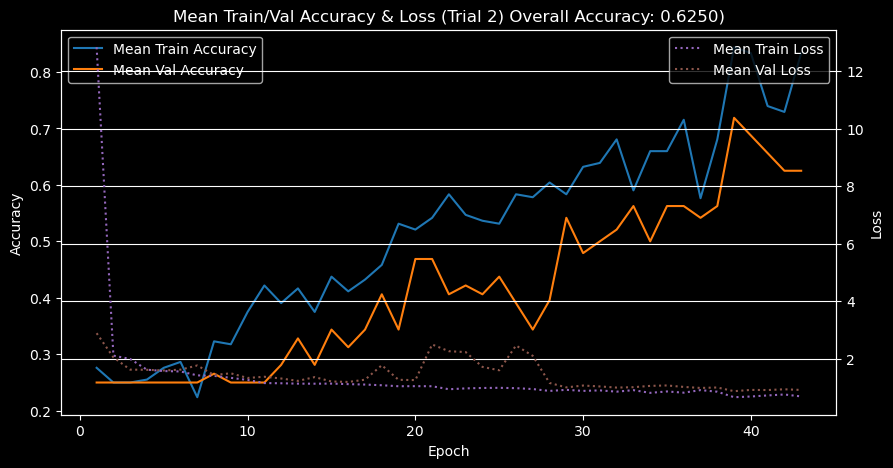 Mean Train/Val Accuracy & Loss (Trial 2) Overall Accuracy: 0.6250)
Mean Train Accuracy
Mean Val Accuracy
Mean Train Loss
Mean Val Loss
0.8
0.7
0.6
0.5
0.4
0.3
0.2
Accuracy
12
10
8
6
4
2
Loss
0
10
20
30
40
Epoch